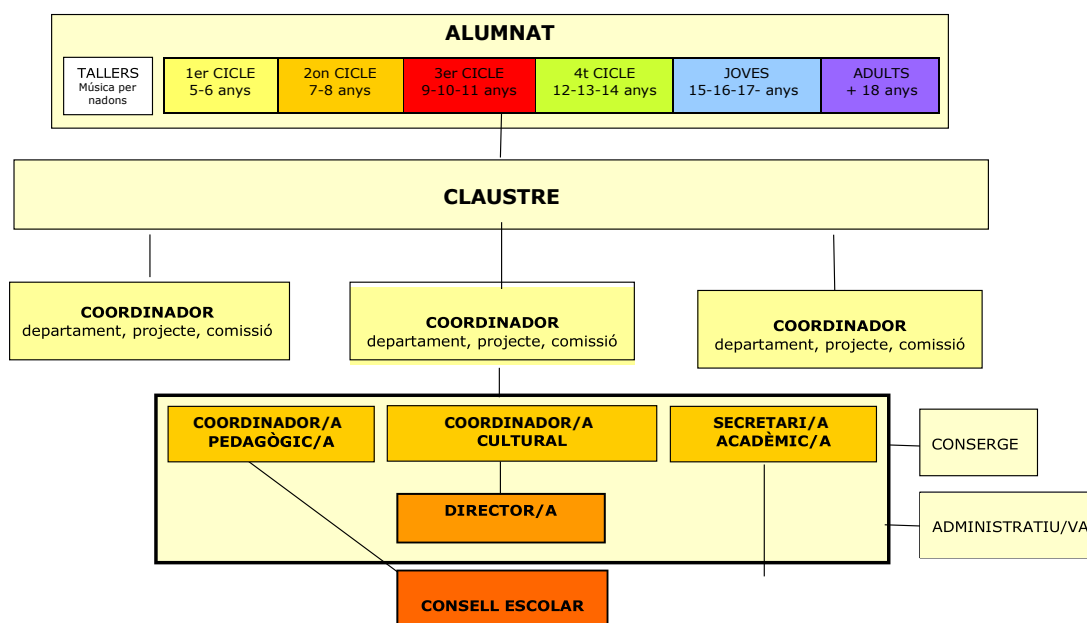 ALUMNAT
TALLERS
Música per
nadons
1er CICLE
5-6 anys
2on CICLE
7-8 anys
3er CICLE
9-10-11 anys
4t CICLE
12-13-14 anys
JOVES
15-16-17- anys
ADULTS
+ 18 anys
CLAUSTRE
COORDINADOR
departament, projecte, comissió
COORDINADOR
departament, projecte, comissió
COORDINADOR
departament, projecte, comissió
COORDINADOR/A
PEDAGÒGIC/A
COORDINADOR/A
CULTURAL
SECRETARI/A
ACADÈMIC/A
CONSERGE
DIRECTOR/A
ADMINISTRATIU/VA
CONSELL ESCOLAR